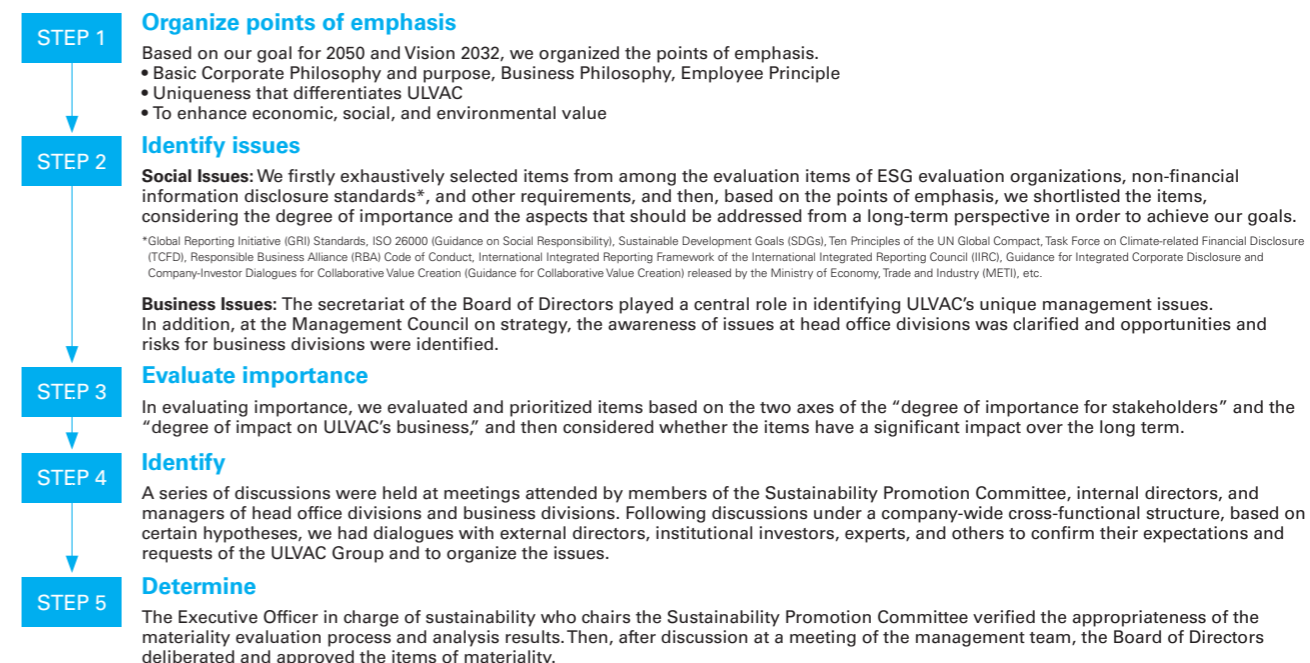 STEP 1
Organize points of emphasis
Based on our goal for 2050 and Vision 2032, we organized the points of emphasis.
• Basic Corporate Philosophy and purpose, Business Philosophy, Employee Principle
• Uniqueness that differentiates ULVAC
• To enhance economic, social, and environmental value
STEP 2
Identify issues
Social Issues: We firstly exhaustively selected items from among the evaluation items of ESG evaluation organizations, non-financial
information disclosure standards*, and other requirements, and then, based on the points of emphasis, we shortlisted the items,
considering the degree of importance and the aspects that should be addressed from a long-term perspective in order to achieve our goals.
*Global Reporting Initiative (GRI) Standards, ISO 26000 (Guidance on Social Responsibility), Sustainable Development Goals (SDGs), Ten Principles of the UN Global Compact, Task Force on Climate-related Financial Disclosure
(TCFD), Responsible Business Alliance (RBA) Code of Conduct, International Integrated Reporting Framework of the International Integrated Reporting Council (IIRC), Guidance for Integrated Corporate Disclosure and
Company-Investor Dialogues for Collaborative Value Creation (Guidance for Collaborative Value Creation) released by the Ministry of Economy, Trade and Industry (METI), etc.
Business Issues: The secretariat of the Board of Directors played a central role in identifying ULVAC's unique management issues.
In addition, at the Management Council on strategy, the awareness of issues at head office divisions was clarified and opportunities and
risks for business divisions were identified.
STEP 3
Evaluate importance
In evaluating importance, we evaluated and prioritized items based on the two axes of the "degree of importance for stakeholders" and the
"degree of impact on ULVAC's business," and then considered whether the items have a significant impact over the long term.
STEP 4
Identify
A series of discussions were held at meetings attended by members of the Sustainability Promotion Committee, internal directors, and
managers of head office divisions and business divisions. Following discussions under a company-wide cross-functional structure, based on
certain hypotheses, we had dialogues with external directors, institutional investors, experts, and others to confirm their expectations and
requests of the ULVAC Group and to organize the issues.
STEP 5
Determine
The Executive Officer in charge of sustainability who chairs the Sustainability Promotion Committee verified the appropriateness of the
materiality evaluation process and analysis results. Then, after discussion at a meeting of the management team, the Board of Directors
deliberated and approved the items of materiality.